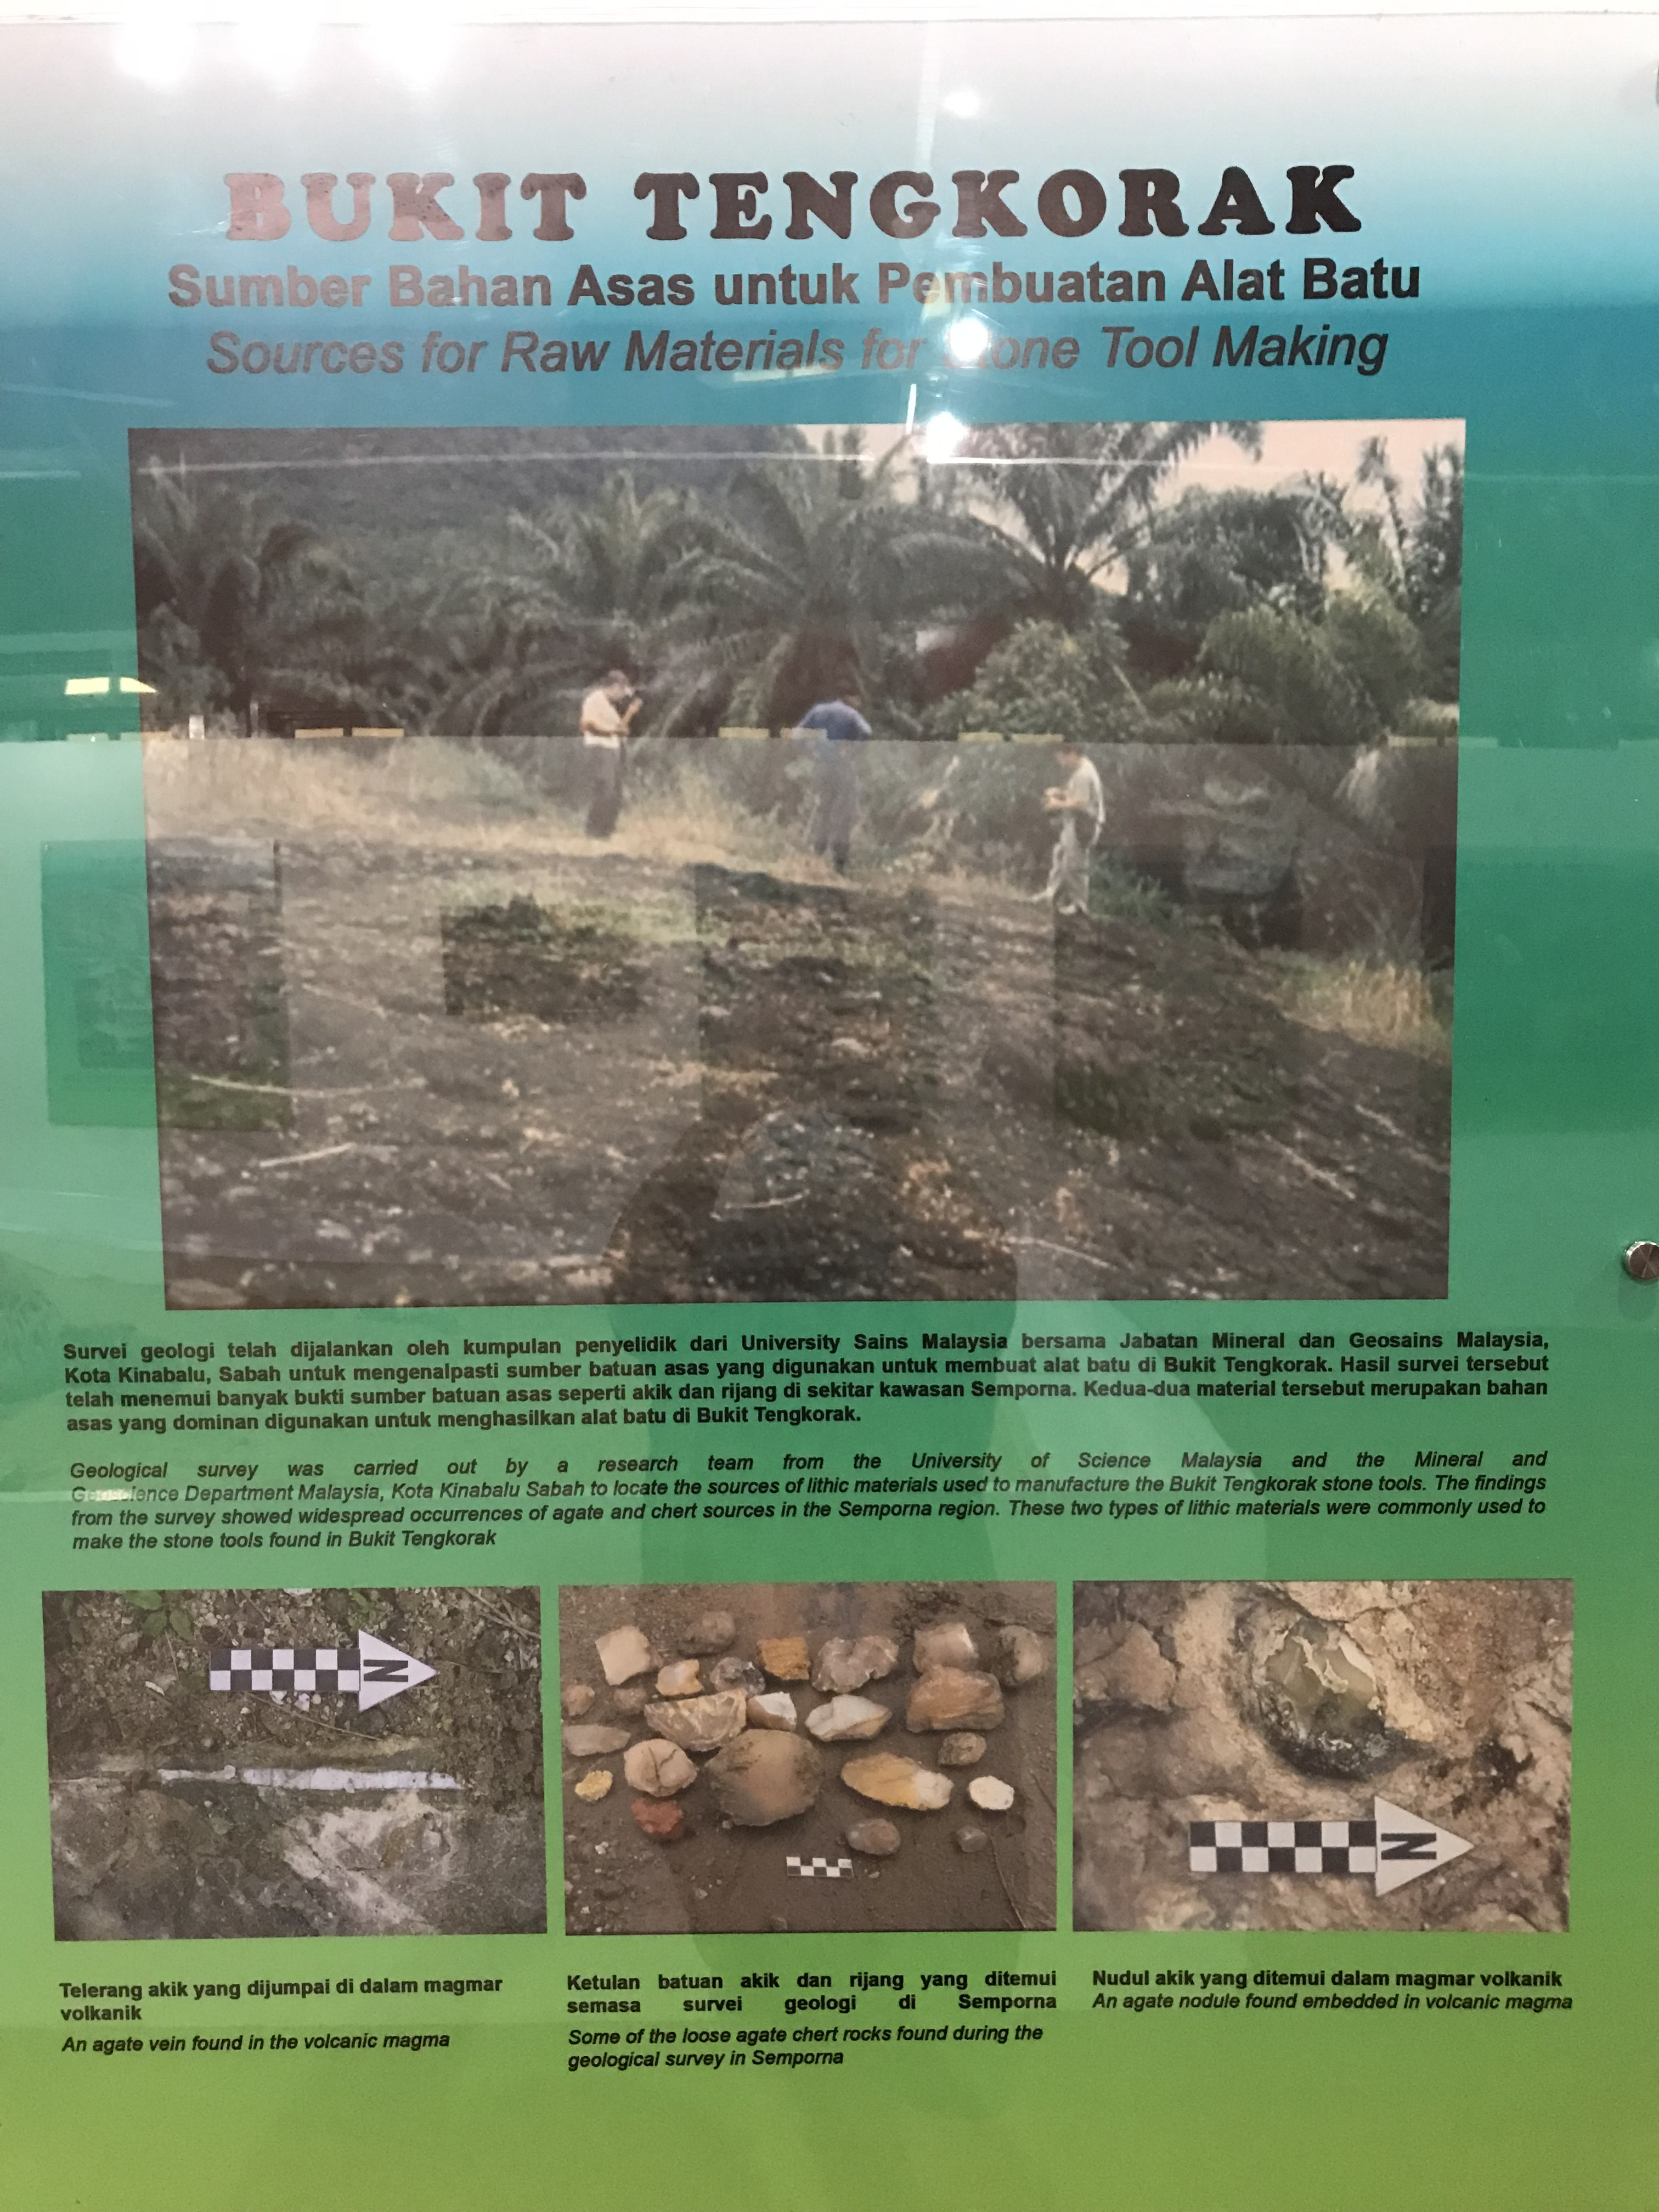 BUKIT TENGKORAK
Sumber Bahan Asas untuk Pembuatan Alat Batu
Sources for Raw Materials for Stone Tool Making
Survei geologi telah dijalankan oleh kumpulan penyelidik dari University Sains Malaysia bersama Jabatan Mineral dan Geosains Malaysia,
Kota Kinabalu, Sabah untuk mengenalpasti sumber batuan asas yang digunakan untuk membuat alat batu di Bukit Tengkorak. Hasil survei tersebut
telah menemui banyak bukti sumber batuan asas seperti akik dan rijang di sekitar kawasan Semporna. Kedua-dua material tersebut merupakan bahan
asas yang dominan digunakan untuk menghasilkan alat batu di Bukit Tengkorak.
Geological survey was carried out by a research team from the University of Science Malaysia and the Mineral and
Geoscience Department Malaysia, Kota Kinabalu Sabah to locate the sources of lithic materials used to manufacture the Bukit Tengkorak stone tools. The findings
from the survey showed widespread occurrences of agate and chert sources in the Semporna region. These two types of lithic materials were commonly used to
make the stone tools found in Bukit Tengkorak
N
N
Telerang akik yang dijumpai di dalam magmar
volkanik
An agate vein found in the volcanic magma
Ketulan batuan akik dan rijang yang ditemui
semasa survei geologi di Semporna
Some of the loose agate chert rocks found during the
geological survey in Semporna
Nudul akik yang ditemui dalam magmar volkanik
An agate nodule found embedded in volcanic magma